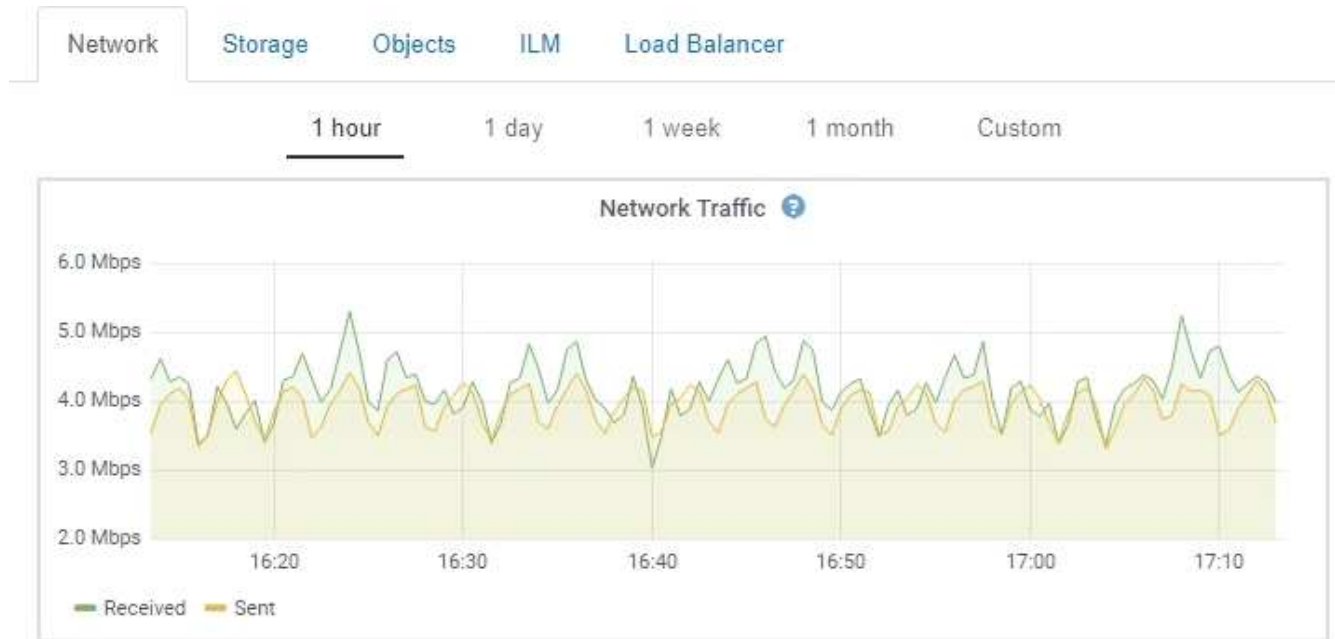 Network Storage Objects ILM Load Balancer
1 hour 1 day 1 week 1 month Custom
Network Traffic ?
6.0 Mbps
5.0 Mbps
4.0 Mbps
3.0 Mbps
2.0 Mbps
16:20 16:30 16:40 16:50 17:00 17:10
Received Sent